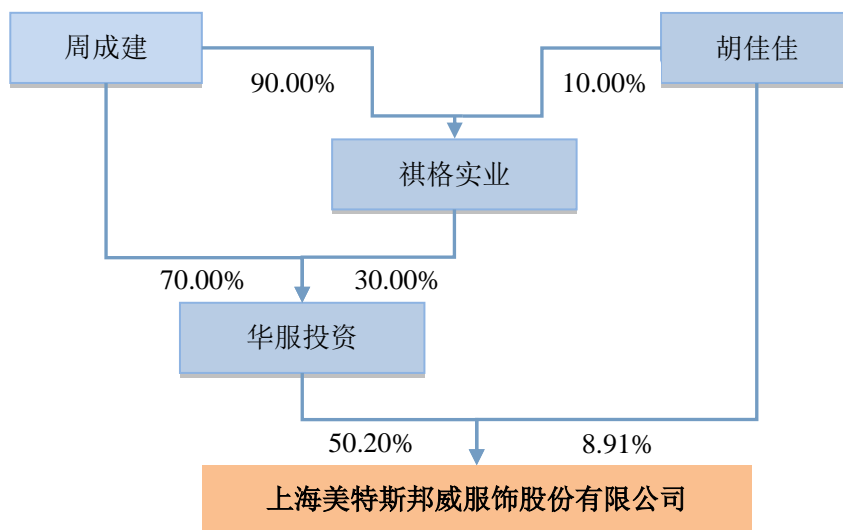 周成建
胡佳佳
90.00%
10.00%
祺格实业
70.00%
30.00%
华服投资
50.20%
8.91%
上海美特斯邦威服饰股份有限公司